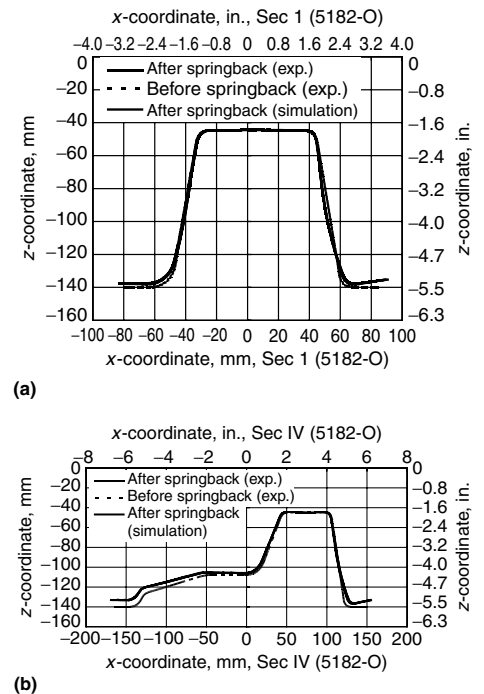 x-coordinate, in., Sec 1 (5182-O)
–4.0 –3.2 –2.4 –1.6 –0.8 0 0.8 1.6 2.4 3.2 4.0
After springback (exp.)
Before springback (exp.)
After springback (simulation)
z-coordinate, mm
0
–20
–40
–60
–80
–100
–120
–140
–160
0
–0.8
–1.6
–2.4
–3.2
–4.0
–4.7
–5.5
–6.3
z-coordinate, in.
–100 –80 –60 –40 –20 0 20 40 60 80 100
x-coordinate, mm, Sec 1 (5182-O)
(a)
x-coordinate, in., Sec IV (5182-O)
–8 –6 –4 –2 0 2 4 6 8
After springback (exp.)
Before springback (exp.)
After springback
(simulation)
z-coordinate, mm
0
–20
–40
–60
–80
–100
–120
–140
–160
0
–0.8
–1.6
–2.4
–3.2
–4.0
–4.7
–5.5
–6.3
z-coordinate, in.
–200 –150 –100 –50 0 50 100 150 200
x-coordinate, mm, Sec IV (5182-O)
(b)